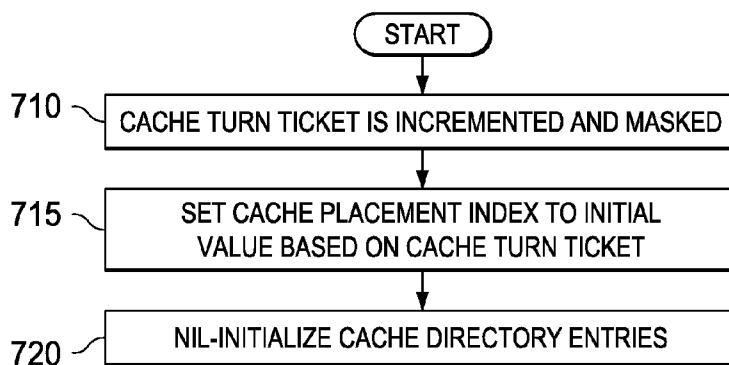 START
710
CACHE TURN TICKET IS INCREMENTED AND MASKED
715
SET CACHE PLACEMENT INDEX TO INITIAL
VALUE BASED ON CACHE TURN TICKET
720
NIL-INITIALIZE CACHE DIRECTORY ENTRIES